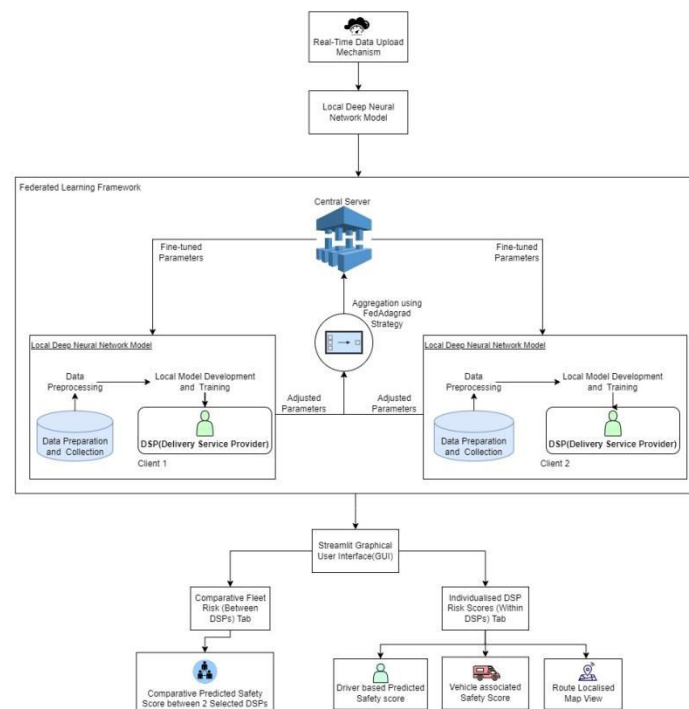 Real-Time Data Upload
Mechanism
Local Deep Neural
Network Model
Federated Learning Framework
Central Server
Fine-tuned
Parameters
Fine-tuned
Parameters
Aggregation using
FedAdagrad
Strategy
Local Deep Neural Network Model
Data
Preprocessing
Local Model Development
and Training
Data Preparation
and Collection
DSP(Delivery Service Provider)
Client 1
Adjusted
Parameters
Adjusted
Parameters
Local Deep Neural Network Model
Data
Preprocessing
Local Model Development
and Training
Data Preparation
and Collection
DSP(Delivery Service Provider)
Client 2
Streamlit Graphical
User Interface(GUI)
Comparative Fleet
Risk (Between
DSPs) Tab
Individualised DSP
Risk Scores (Within
DSPs) Tab
Comparative Predicted Safety
Score between 2 Selected DSPs
Driver based Predicted
Safety score
Vehicle associated
Safety Score
Route Localised
Map View